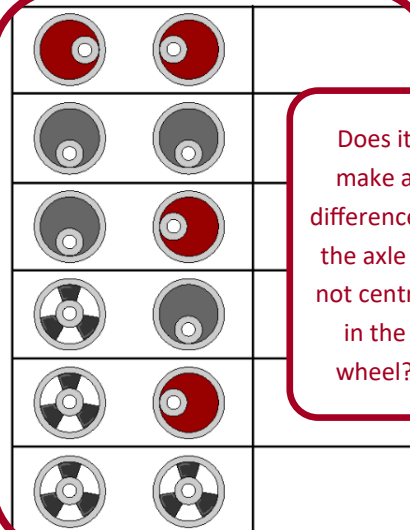 Does it
make a
difference
the axle
not centr
in the
wheel?